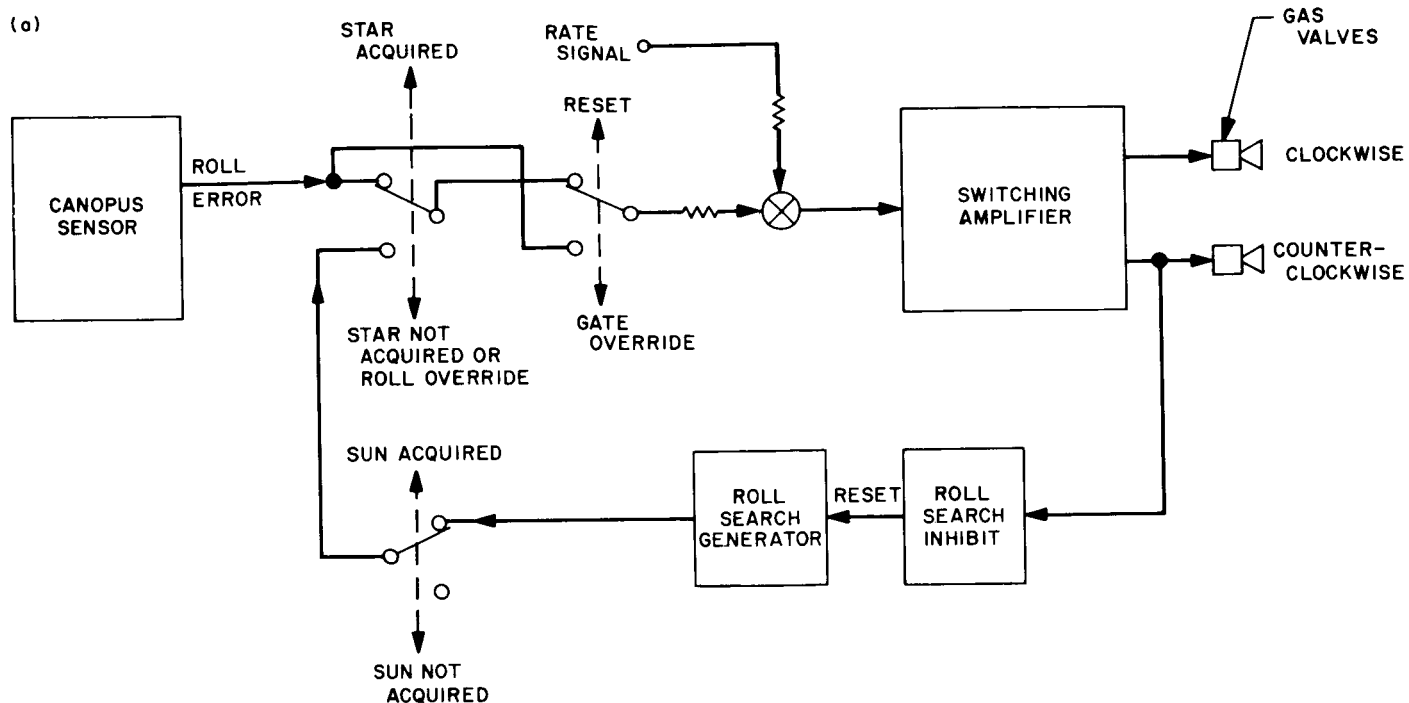 (a)
STAR
ACQUIRED
RATE
SIGNAL
GAS
VALVES
RESET
CANOPUS
SENSOR
ROLL
ERROR
SWITCHING
AMPLIFIER
CLOCKWISE
COUNTER-
CLOCKWISE
STAR NOT
ACQUIRED OR
ROLL OVERRIDE
GATE
OVERRIDE
SUN ACQUIRED
ROLL
SEARCH
GENERATOR
RESET
ROLL
SEARCH
INHIBIT
SUN NOT
ACQUIRED